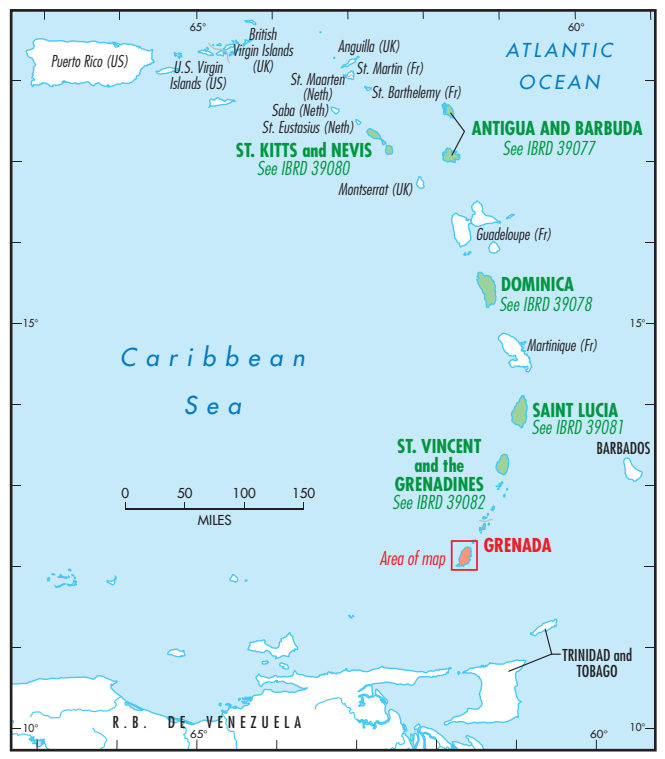 65°
60°
British
Virgin Islands
(UK)
Anguilla (UK)
ATLANTIC
OCEAN
Puerto Rico (US)
U.S. Virgin
Islands (US)
St. Martin (Fr)
St. Maarten
(Neth)
St. Barthelemy (Fr)
Saba (Neth)
St. Eustasius (Neth)
ANTIGUA AND BARBUDA
See IBRD 39077
ST. KITTS and NEVIS
See IBRD 39080
Montserrat (UK)
Guadeloupe (Fr)
DOMINICA
See IBRD 39078
15°
15°
Martinique (Fr)
Caribbean
Sea
SAINT LUCIA
See IBRD 39081
ST. VINCENT
and the
GRENADINES
See IBRD 39082
BARBADOS
0 50 100 150
MILES
GRENADA
Area of map
TRINIDAD and
TOBAGO
R.B. DE VENEZUELA
10°
65°
60°
10°